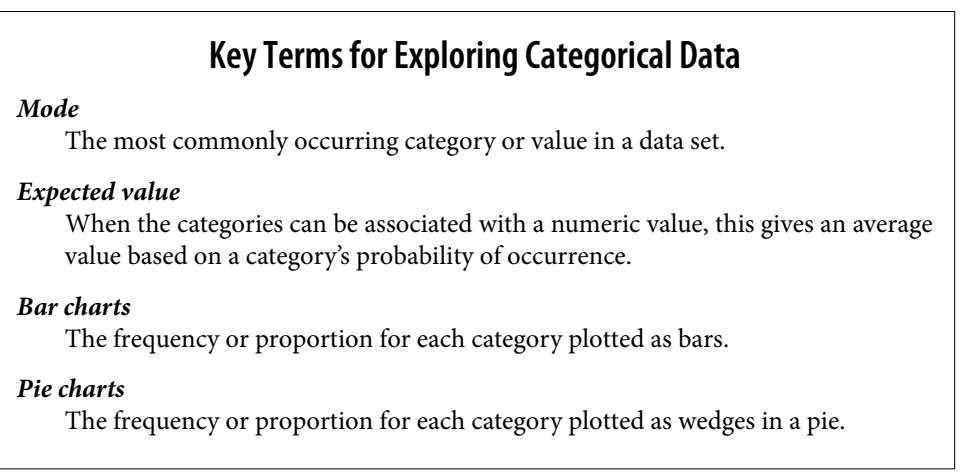 Key Terms for Exploring Categorical Data
Mode
The most commonly occurring category or value in a data set.
Expected value
When the categories can be associated with a numeric value, this gives an average
value based on a category’s probability of occurrence.
Bar charts
The frequency or proportion for each category plotted as bars.
Pie charts
The frequency or proportion for each category plotted as wedges in a pie.